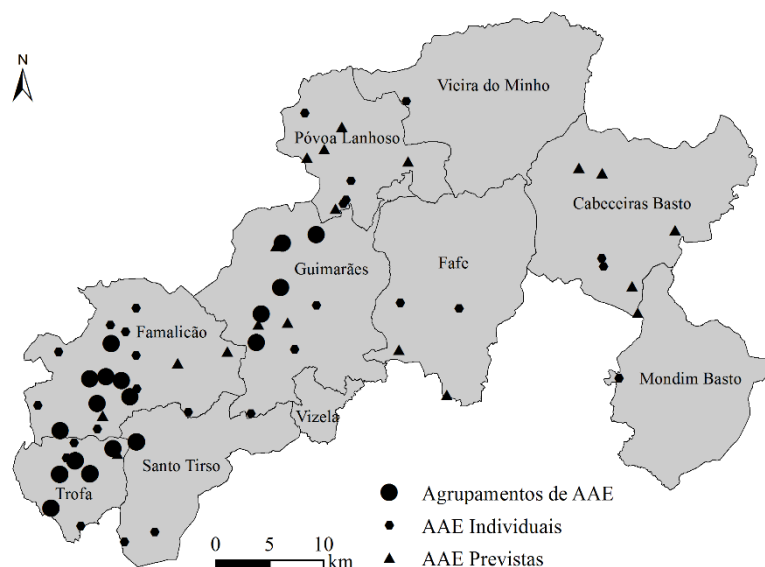 N
Vieira do Minho
Póvoa Lanhoso
Cabeceiras Basto
Guimarães
Fafe
Famalicão
Mondim Basto
Vizela
Santo Tirso
Trofa
Agrupamentos de AAE
AAE Individuais
AAE Previstas
0 5 10
km